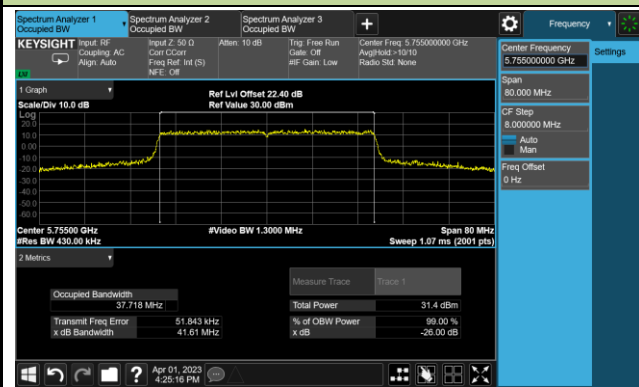 Spectrum Analyzer 1
Occupied BW
Spectrum Analyzer 2
Occupied BW
Spectrum Analyzer 3
Occupied BW
+
Frequency
KEYSIGHT
Input: RF
Coupling: AC
Align: Auto
Input Z: 50 Ω
Corr CCorr
Freq Ref: Int (S)
NFE: Off
Atten: 10 dB
Trig: Free Run
Gate: Off
#IF Gain: Low
Center Freq: 5.755000000 GHz
Avg|Hold:>10/10
Radio Std: None
Center Frequency
5.755000000 GHz
Settings
Span
80.000 MHz
CF Step
8.000000 MHz
Auto
Man
Freq Offset
0 Hz
1 Graph
Ref Lvl Offset 22.40 dB
Scale/Div 10.0 dB
Ref Value 30.00 dBm
Log
20.0
10.0
0.00
-10.0
-20.0
-30.0
-40.0
-50.0
-60.0
Center 5.75500 GHz
#Video BW 1.3000 MHz
Span 80 MHz
#Res BW 430.00 kHz
Sweep 1.07 ms (2001 pts)
2 Metrics
Measure Trace
Trace 1
Occupied Bandwidth
37.718 MHz
Total Power
31.4 dBm
Transmit Freq Error
51.843 kHz
% of OBW Power
99.00 %
x dB Bandwidth
41.61 MHz
x dB
-26.00 dB
?
Apr 01, 2023
4:25:16 PM